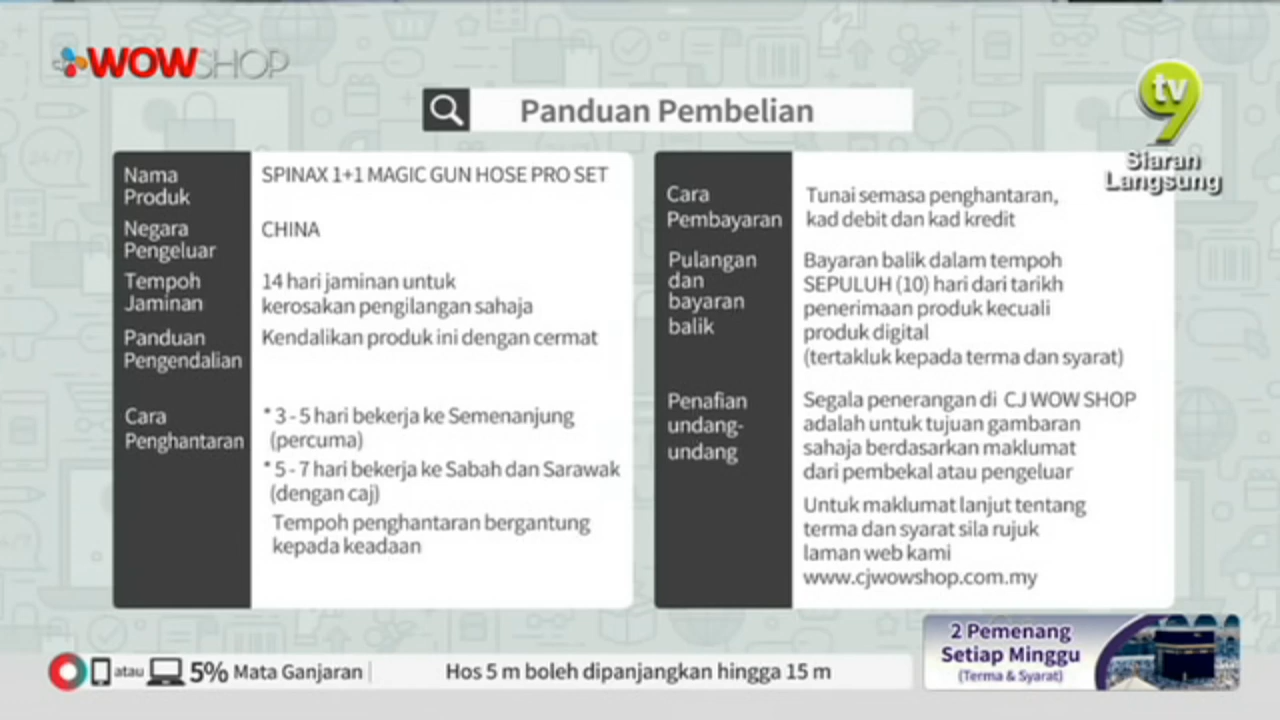 WOWSHOP
tv9
Siaran
Langsung
Panduan Pembelian
Nama
Produk
SPINAX 1+1 MAGIC GUN HOSE PRO SET
Negara
Pengeluar
CHINA
Tempoh
Jaminan
14 hari jaminan untuk
kerosakan pengilangan sahaja
Panduan
Pengendalian
Kendalikan produk ini dengan cermat
Cara
Penghantaran
* 3 - 5 hari bekerja ke Semenanjung
(percuma)
* 5 - 7 hari bekerja ke Sabah dan Sarawak
(dengan caj)
Tempoh penghantaran bergantung
kepada keadaan
Cara
Pembayaran
Tunai semasa penghantaran,
kad debit dan kad kredit
Pulangan
dan
bayaran
balik
Bayaran balik dalam tempoh
SEPULUH (10) hari dari tarikh
penerimaan produk kecuali
produk digital
(tertakluk kepada terma dan syarat)
Penafian
undang-
undang
Segala penerangan di CJ WOW SHOP
adalah untuk tujuan gambaran
sahaja berdasarkan maklumat
dari pembekal atau pengeluar
Untuk maklumat lanjut tentang
terma dan syarat sila rujuk
laman web kami
www.cjwowshop.com.my
atau 5% Mata Ganjaran
Hos 5 m boleh dipanjangkan hingga 15 m
2 Pemenang
Setiap Minggu
(Terma & Syarat)